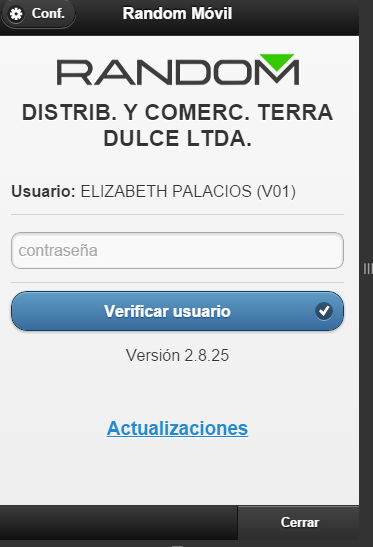 Conf.
Random Móvil
RANDOM
DISTRIB. Y COMERC. TERRA
DULCE LTDA.
Usuario: ELIZABETH PALACIOS (V01)
contraseña
Verificar usuario
Versión 2.8.25
Actualizaciones
Cerrar